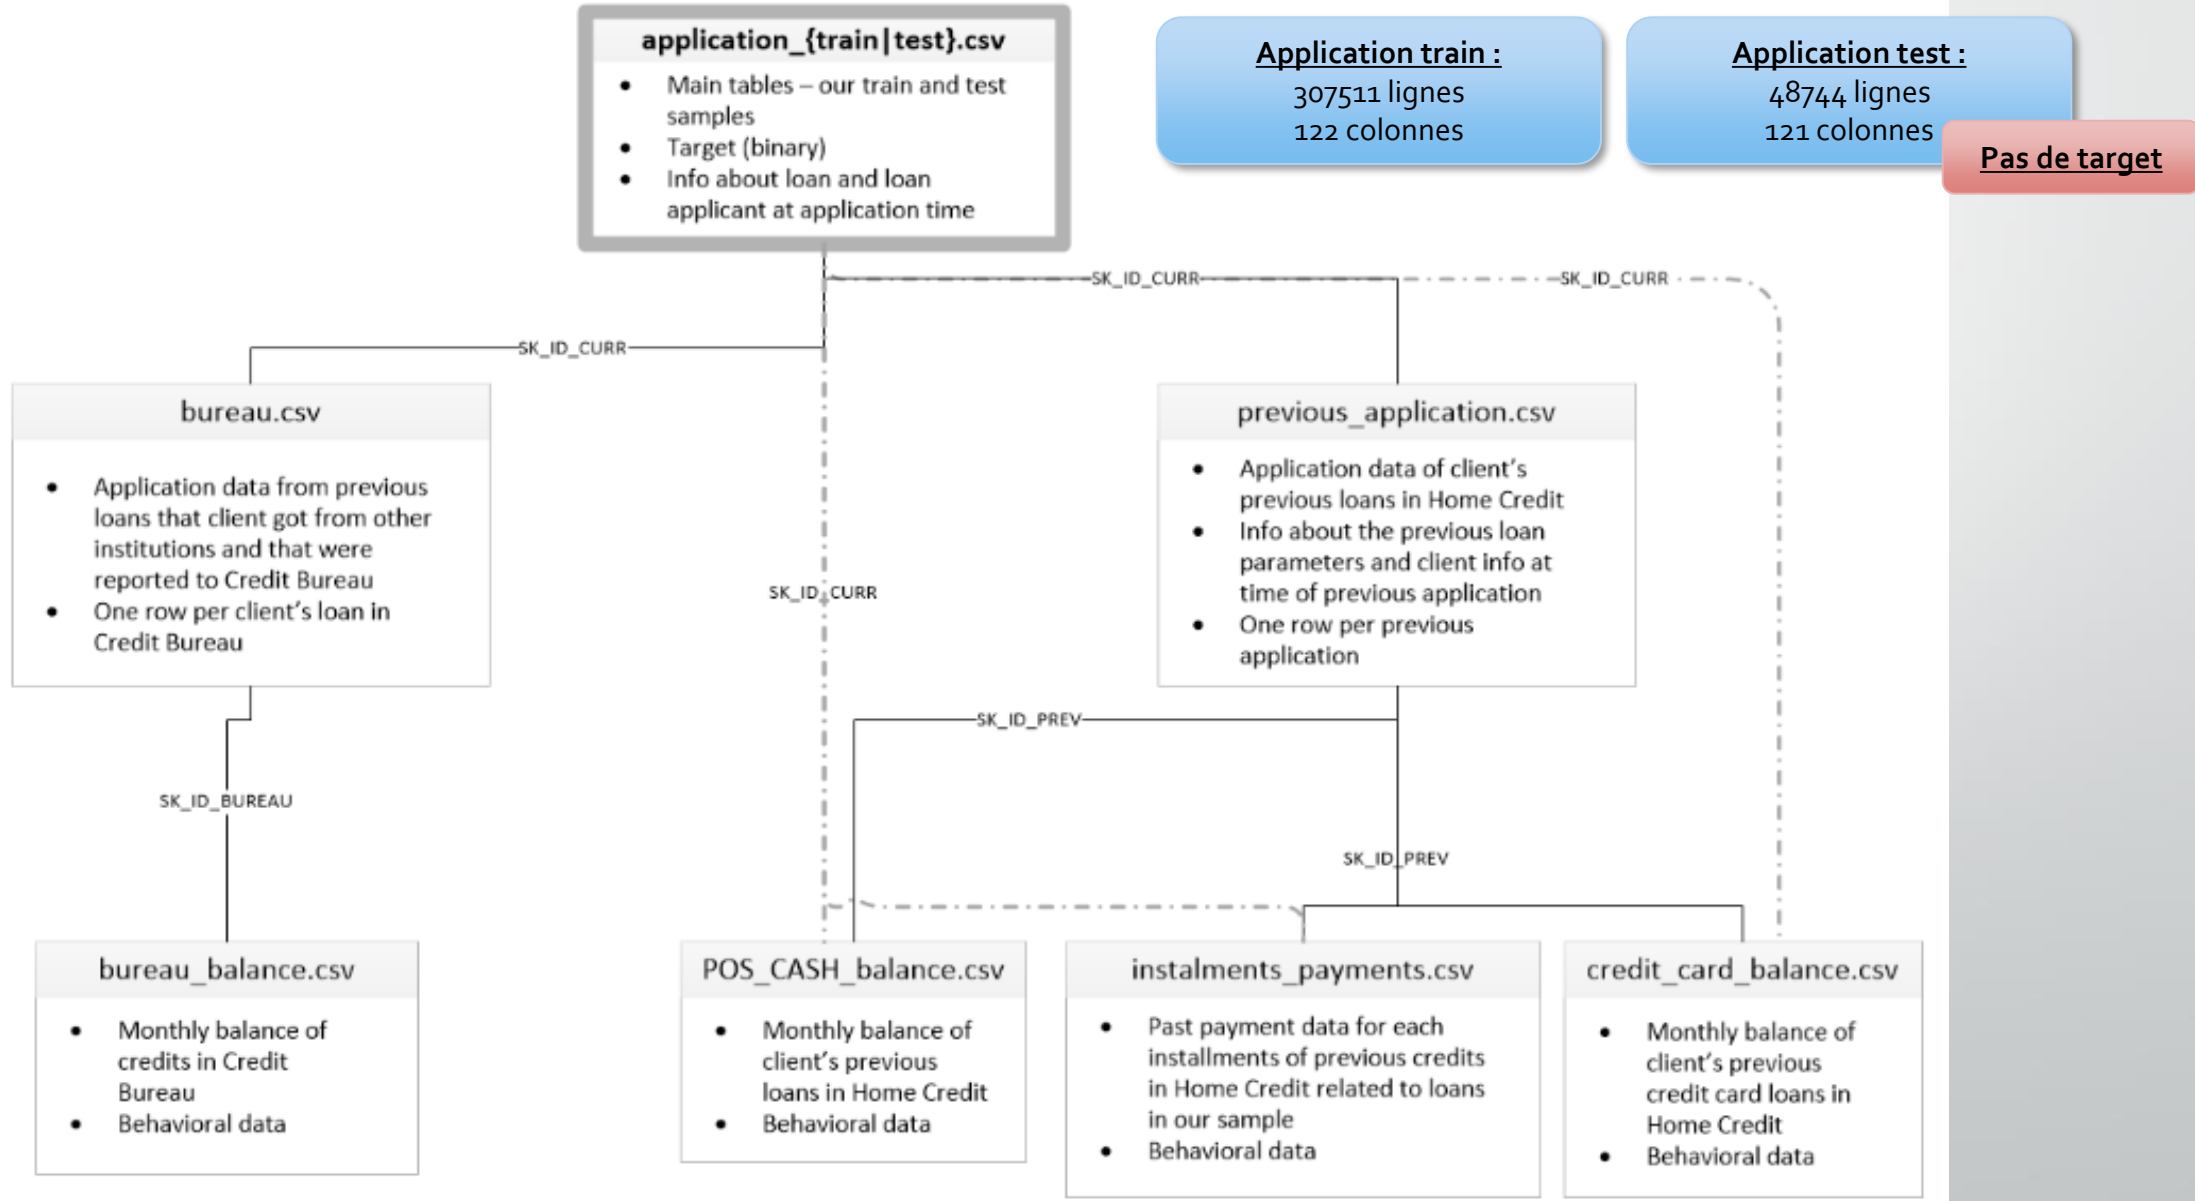 application_{train|test}.csv
Main tables – our train and test
samples
Target (binary)
Info about loan and loan
applicant at application time
Application train :
307511 lignes
122 colonnes
Application test :
48744 lignes
121 colonnes
Pas de target
SK_ID_CURR
SK_ID_CURR
SK_ID_CURR
bureau.csv
Application data from previous
loans that client got from other
institutions and that were
reported to Credit Bureau
One row per client's loan in
Credit Bureau
SK_ID_CURR
previous_application.csv
Application data of client's
previous loans in Home Credit
Info about the previous loan
parameters and client info at
time of previous application
One row per previous
application
SK_ID_PREV
SK_ID_BUREAU
SK_ID_PREV
bureau_balance.csv
Monthly balance of
credits in Credit
Bureau
Behavioral data
POS_CASH_balance.csv
Monthly balance of
client's previous
loans in Home Credit
Behavioral data
instalments_payments.csv
Past payment data for each
installments of previous credits
in Home Credit related to loans
in our sample
Behavioral data
credit_card_balance.csv
Monthly balance of
client's previous
credit card loans in
Home Credit
Behavioral data